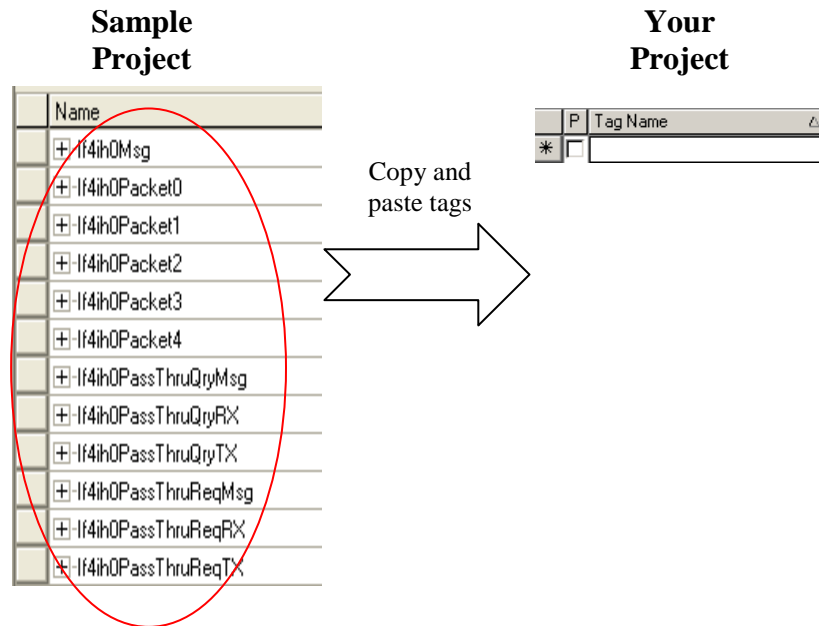 Sample
Project
Your
Project
Name
If4ih0Msg
If4ih0Packet0
If4ih0Packet1
If4ih0Packet2
If4ih0Packet3
If4ih0Packet4
If4ih0PassThruQryMsg
If4ih0PassThruQryRX
If4ih0PassThruQryTX
If4ih0PassThruReqMsg
If4ih0PassThruReqRX
If4ih0PassThruReqTX
Copy and
paste tags
P Tag Name